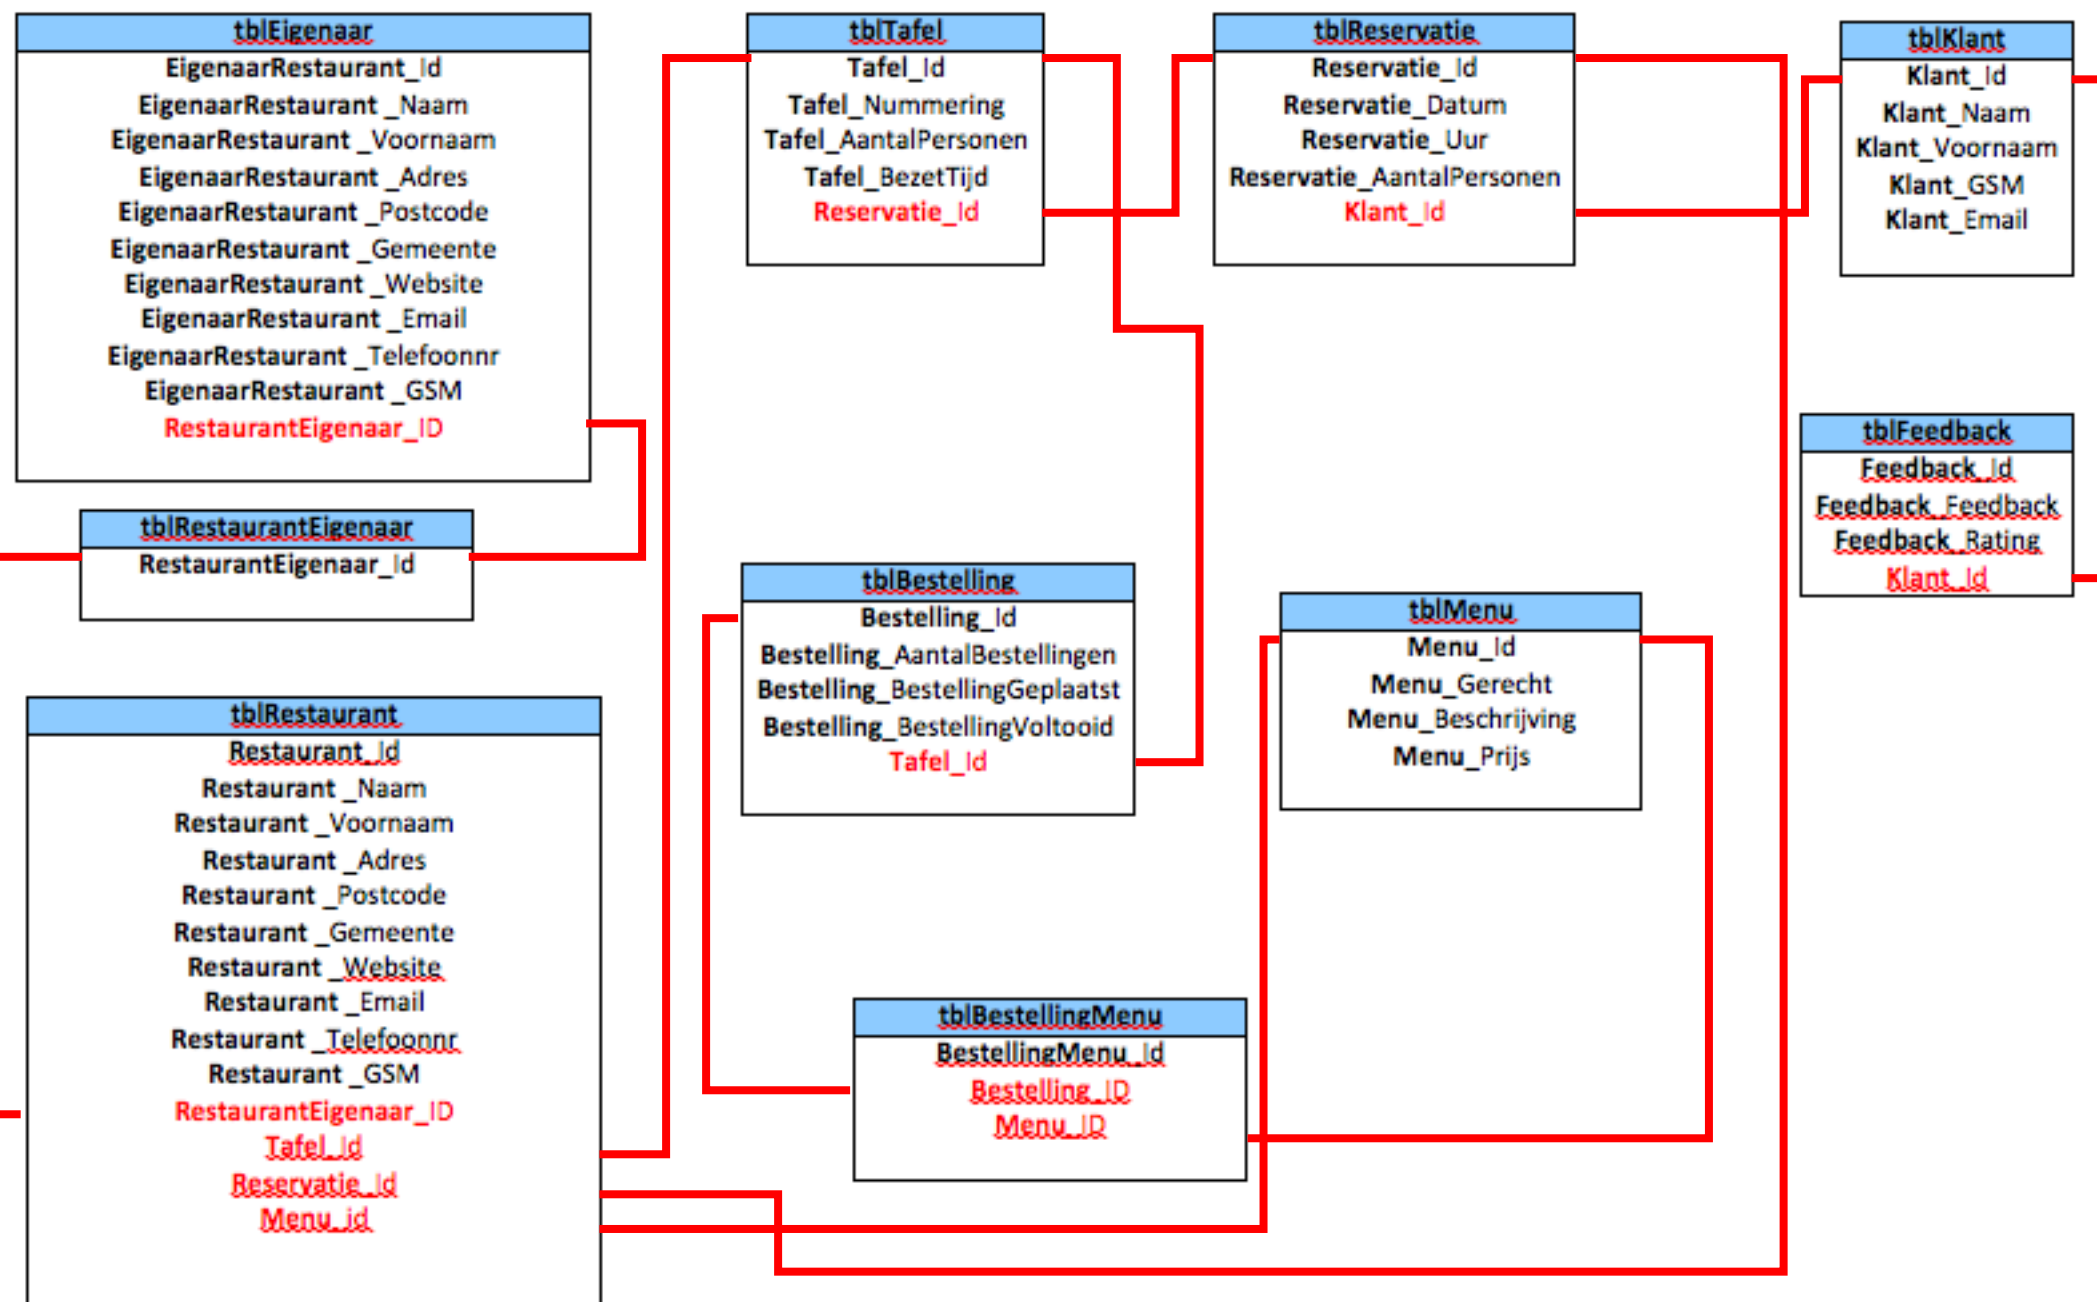 tblEigenaar
EigenaarRestaurant_Id
EigenaarRestaurant _Naam
EigenaarRestaurant _Voornaam
EigenaarRestaurant _Adres
EigenaarRestaurant _Postcode
EigenaarRestaurant _Gemeente
EigenaarRestaurant _Website
EigenaarRestaurant _Email
EigenaarRestaurant _Telefoonnr
EigenaarRestaurant _GSM
RestaurantEigenaar_ID
tblRestaurantEigenaar
RestaurantEigenaar_Id
tblRestaurant
Restaurant_Id
Restaurant _Naam
Restaurant _Voornaam
Restaurant _Adres
Restaurant _Postcode
Restaurant _Gemeente
Restaurant _Website
Restaurant _Email
Restaurant _Telefoonnr
Restaurant _GSM
RestaurantEigenaar_ID
Tafel_Id
Reservatie_Id
Menu_id
tblTafel
Tafel_Id
Tafel_Nummering
Tafel_AantalPersonen
Tafel_BezetTijd
Reservatie_Id
tblReservatie
Reservatie_Id
Reservatie_Datum
Reservatie_Uur
Reservatie_AantalPersonen
Klant_Id
tblKlant
Klant_Id
Klant_Naam
Klant_Voornaam
Klant_GSM
Klant_Email
tblFeedback
Feedback_Id
Feedback_Feedback
Feedback_Rating
Klant_Id
tblBestelling
Bestelling_Id
Bestelling_AantalBestellingen
Bestelling_BestellingGeplaatst
Bestelling_BestellingVoltooid
Tafel_Id
tblMenu
Menu_Id
Menu_Gerecht
Menu_Beschrijving
Menu_Prijs
tblBestellingMenu
BestellingMenu_Id
Bestelling_ID
Menu_ID